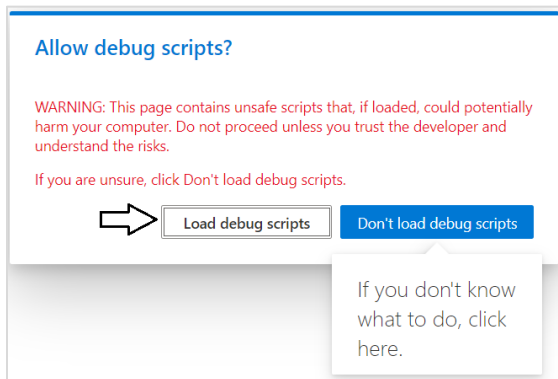 Allow debug scripts?
WARNING: This page contains unsafe scripts that, if loaded, could potentially
harm your computer. Do not proceed unless you trust the developer and
understand the risks.
If you are unsure, click Don't load debug scripts.
Load debug scripts
Don't load debug scripts
If you don't know
what to do, click
here.